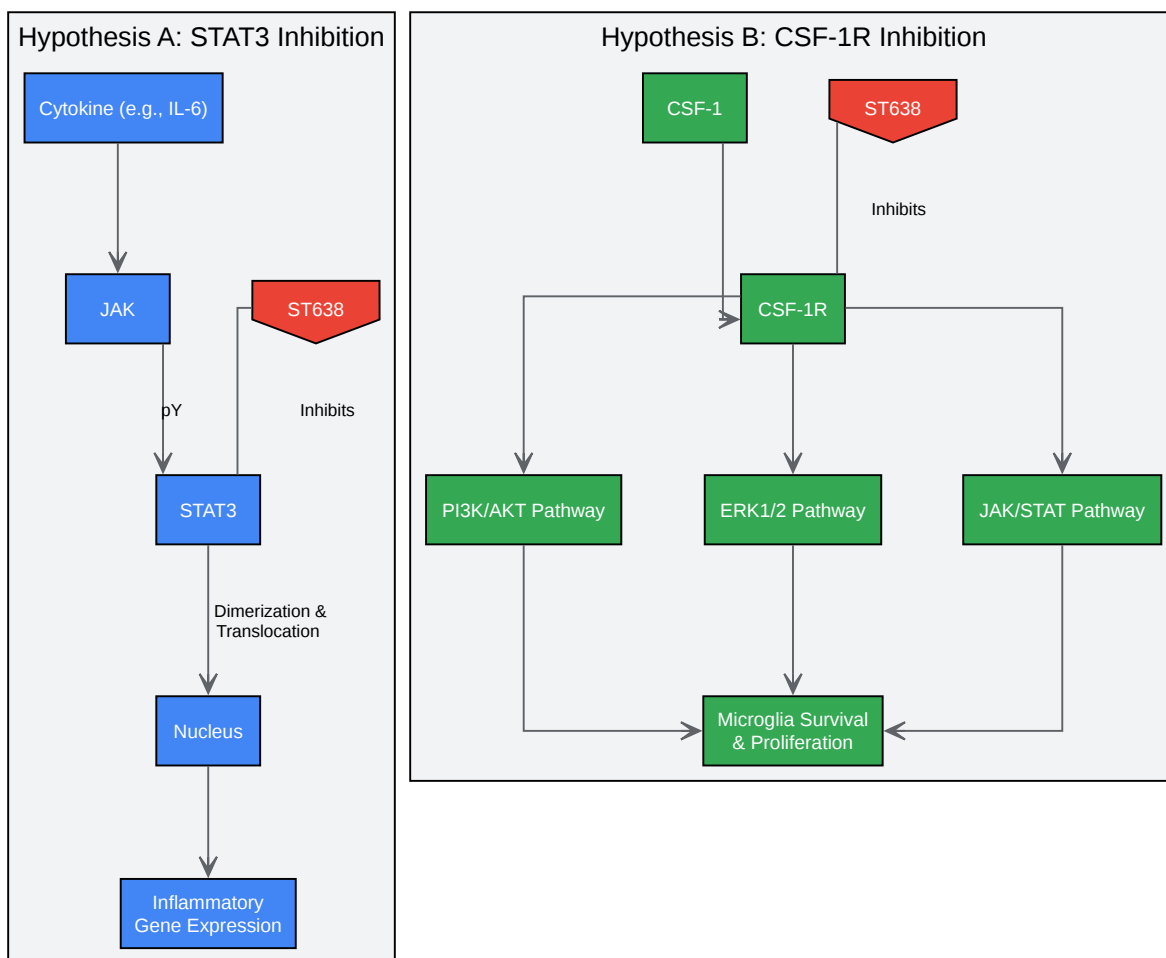 Hypothesis A: STAT3 Inhibition
Cytokine (e.g., IL-6)
JAK
ST638
pY
Inhibits
STAT3
Dimerization &
Translocation
Nucleus
Inflammatory
Gene Expression
Hypothesis B: CSF-1R Inhibition
CSF-1
ST638
Inhibits
CSF-1R
PI3K/AKT Pathway
ERK1/2 Pathway
JAK/STAT Pathway
Microglia Survival
& Proliferation